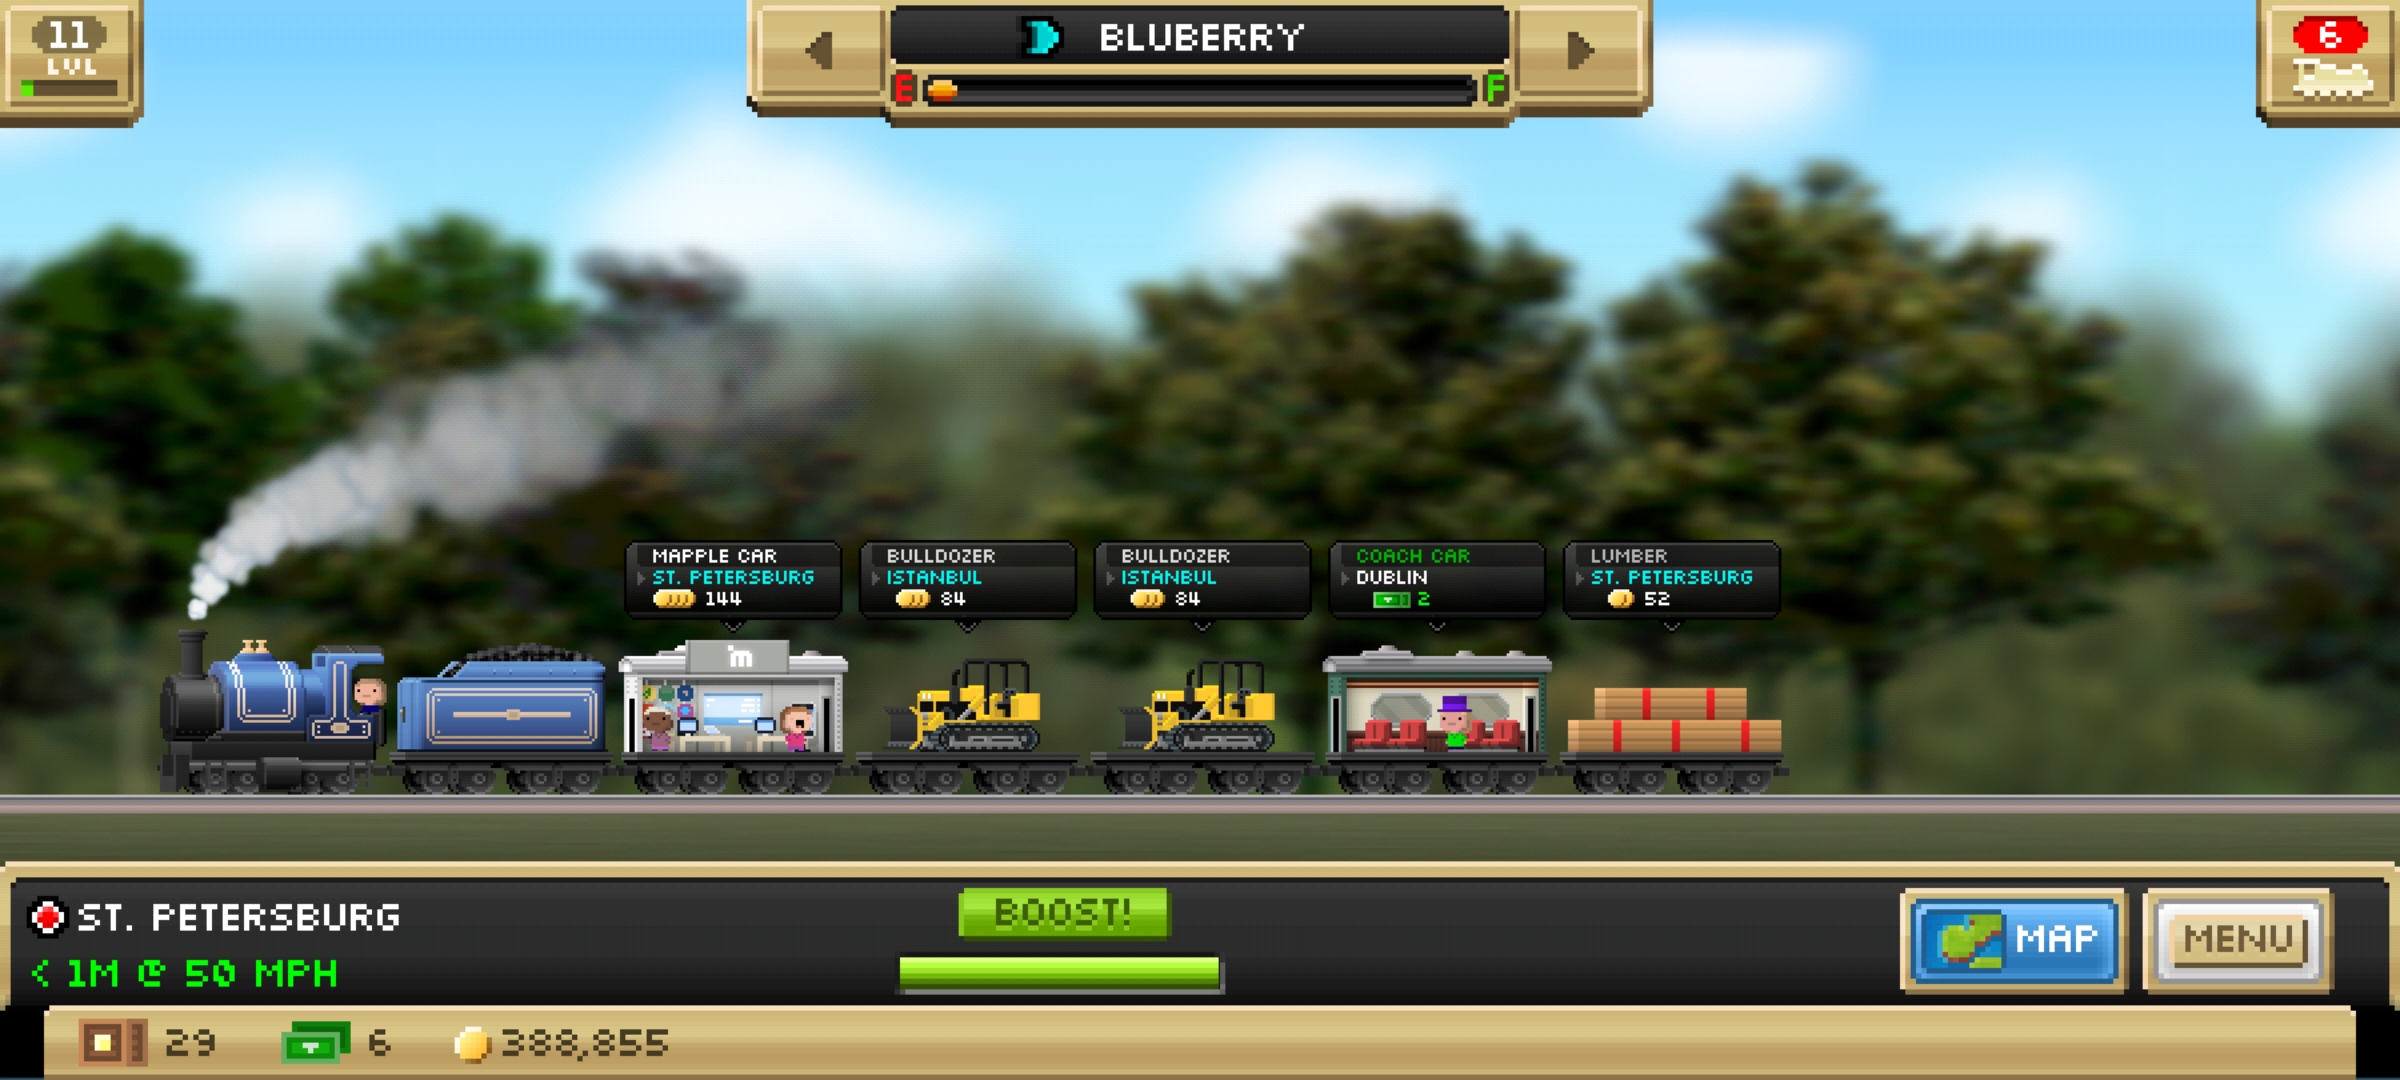 11
LVL
BLUBERRY
E F
6
MAPPLE CAR
ST. PETERSBURG
144
BULLDOZER
ISTANBUL
84
BULLDOZER
ISTANBUL
84
COACH CAR
DUBLIN
2
LUMBER
ST. PETERSBURG
52
m
ST. PETERSBURG
< 1M @ 50 MPH
BOOST!
MAP
MENU
29
6
388,855